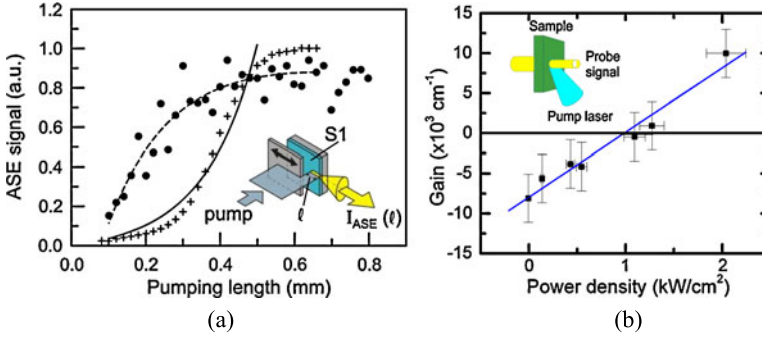 (a)
ASE signal (a.u.)
1.0
0.8
0.6
0.4
0.2
0.0
0.0 0.2 0.4 0.6 0.8
Pumping length (mm)
S1
pump
ℓ
I_ASE (ℓ)
(a)
Gain (x10³ cm⁻¹)
15
10
5
0
-5
-10
-15
0 1 2
Power density (kW/cm²)
Sample
Probe
signal
Pump laser
(b)
(b)